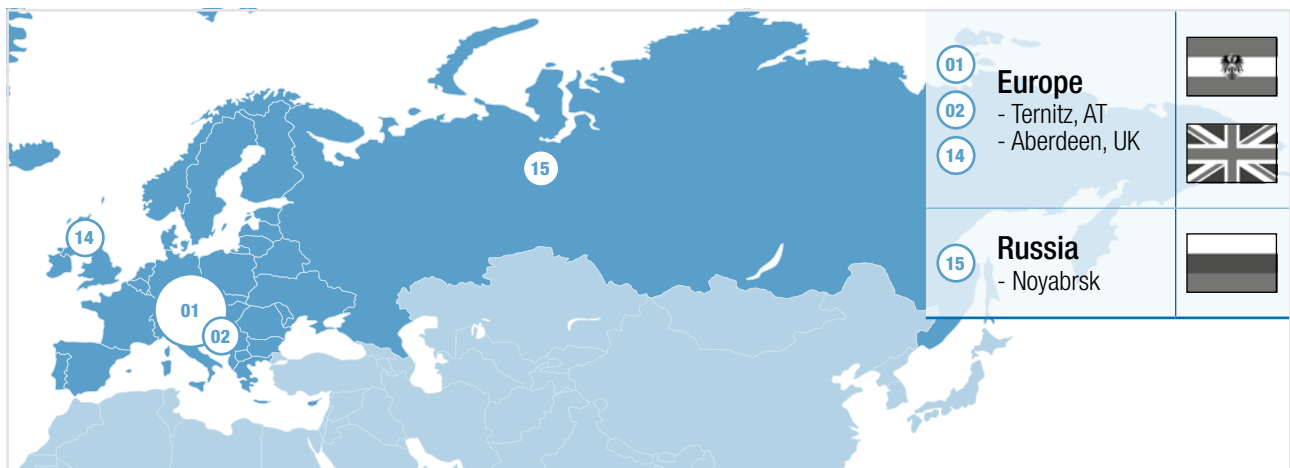 14
01
02
15
01
02
14
Europe
- Ternitz, AT
- Aberdeen, UK
15
Russia
- Noyabrsk